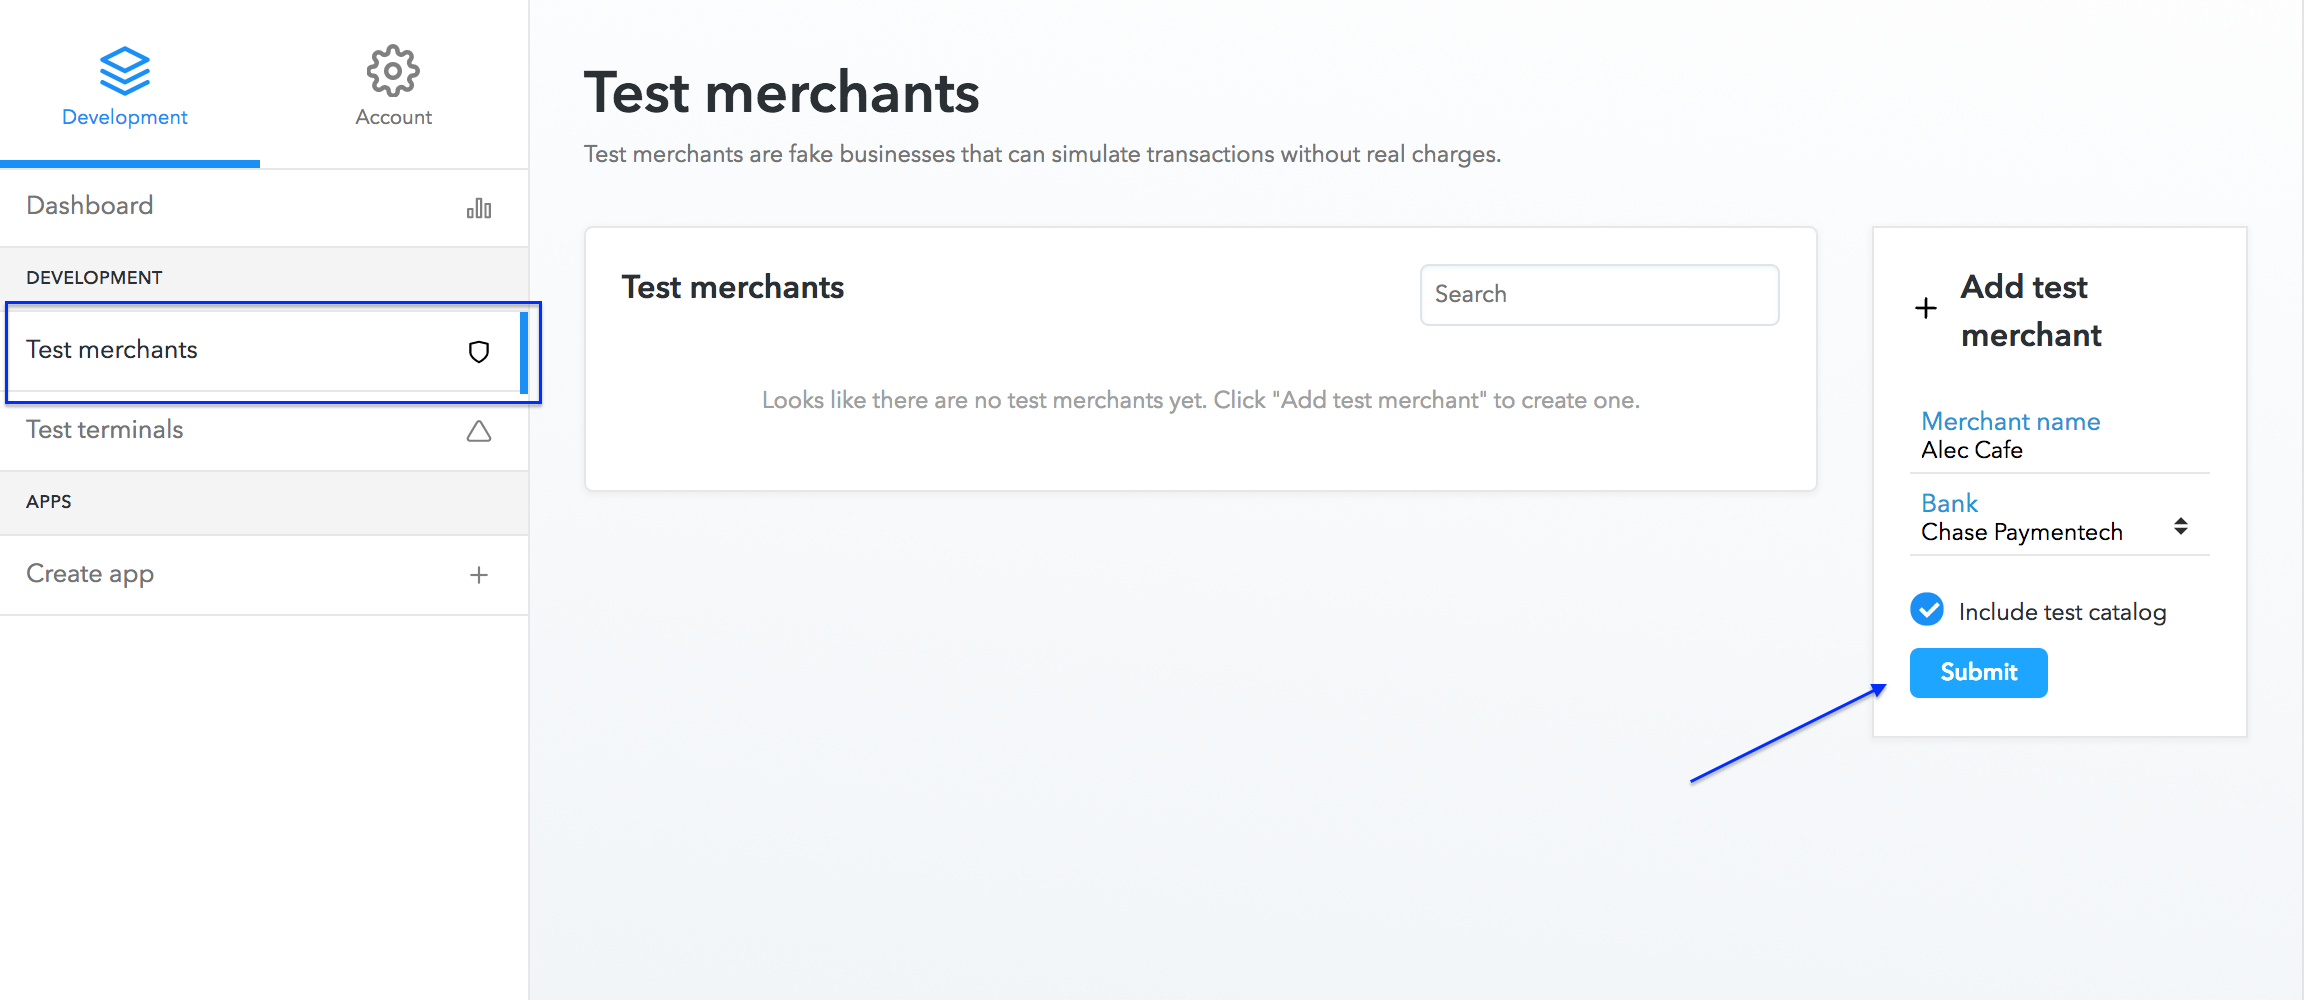 Development
Account
Dashboard
DEVELOPMENT
Test merchants
Test terminals
APPS
Create app
Test merchants
Test merchants are fake businesses that can simulate transactions without real charges.
Test merchants
Search
Looks like there are no test merchants yet. Click "Add test merchant" to create one.
Add test
merchant
Merchant name
Alec Cafe
Bank
Chase Paymentech
Include test catalog
Submit